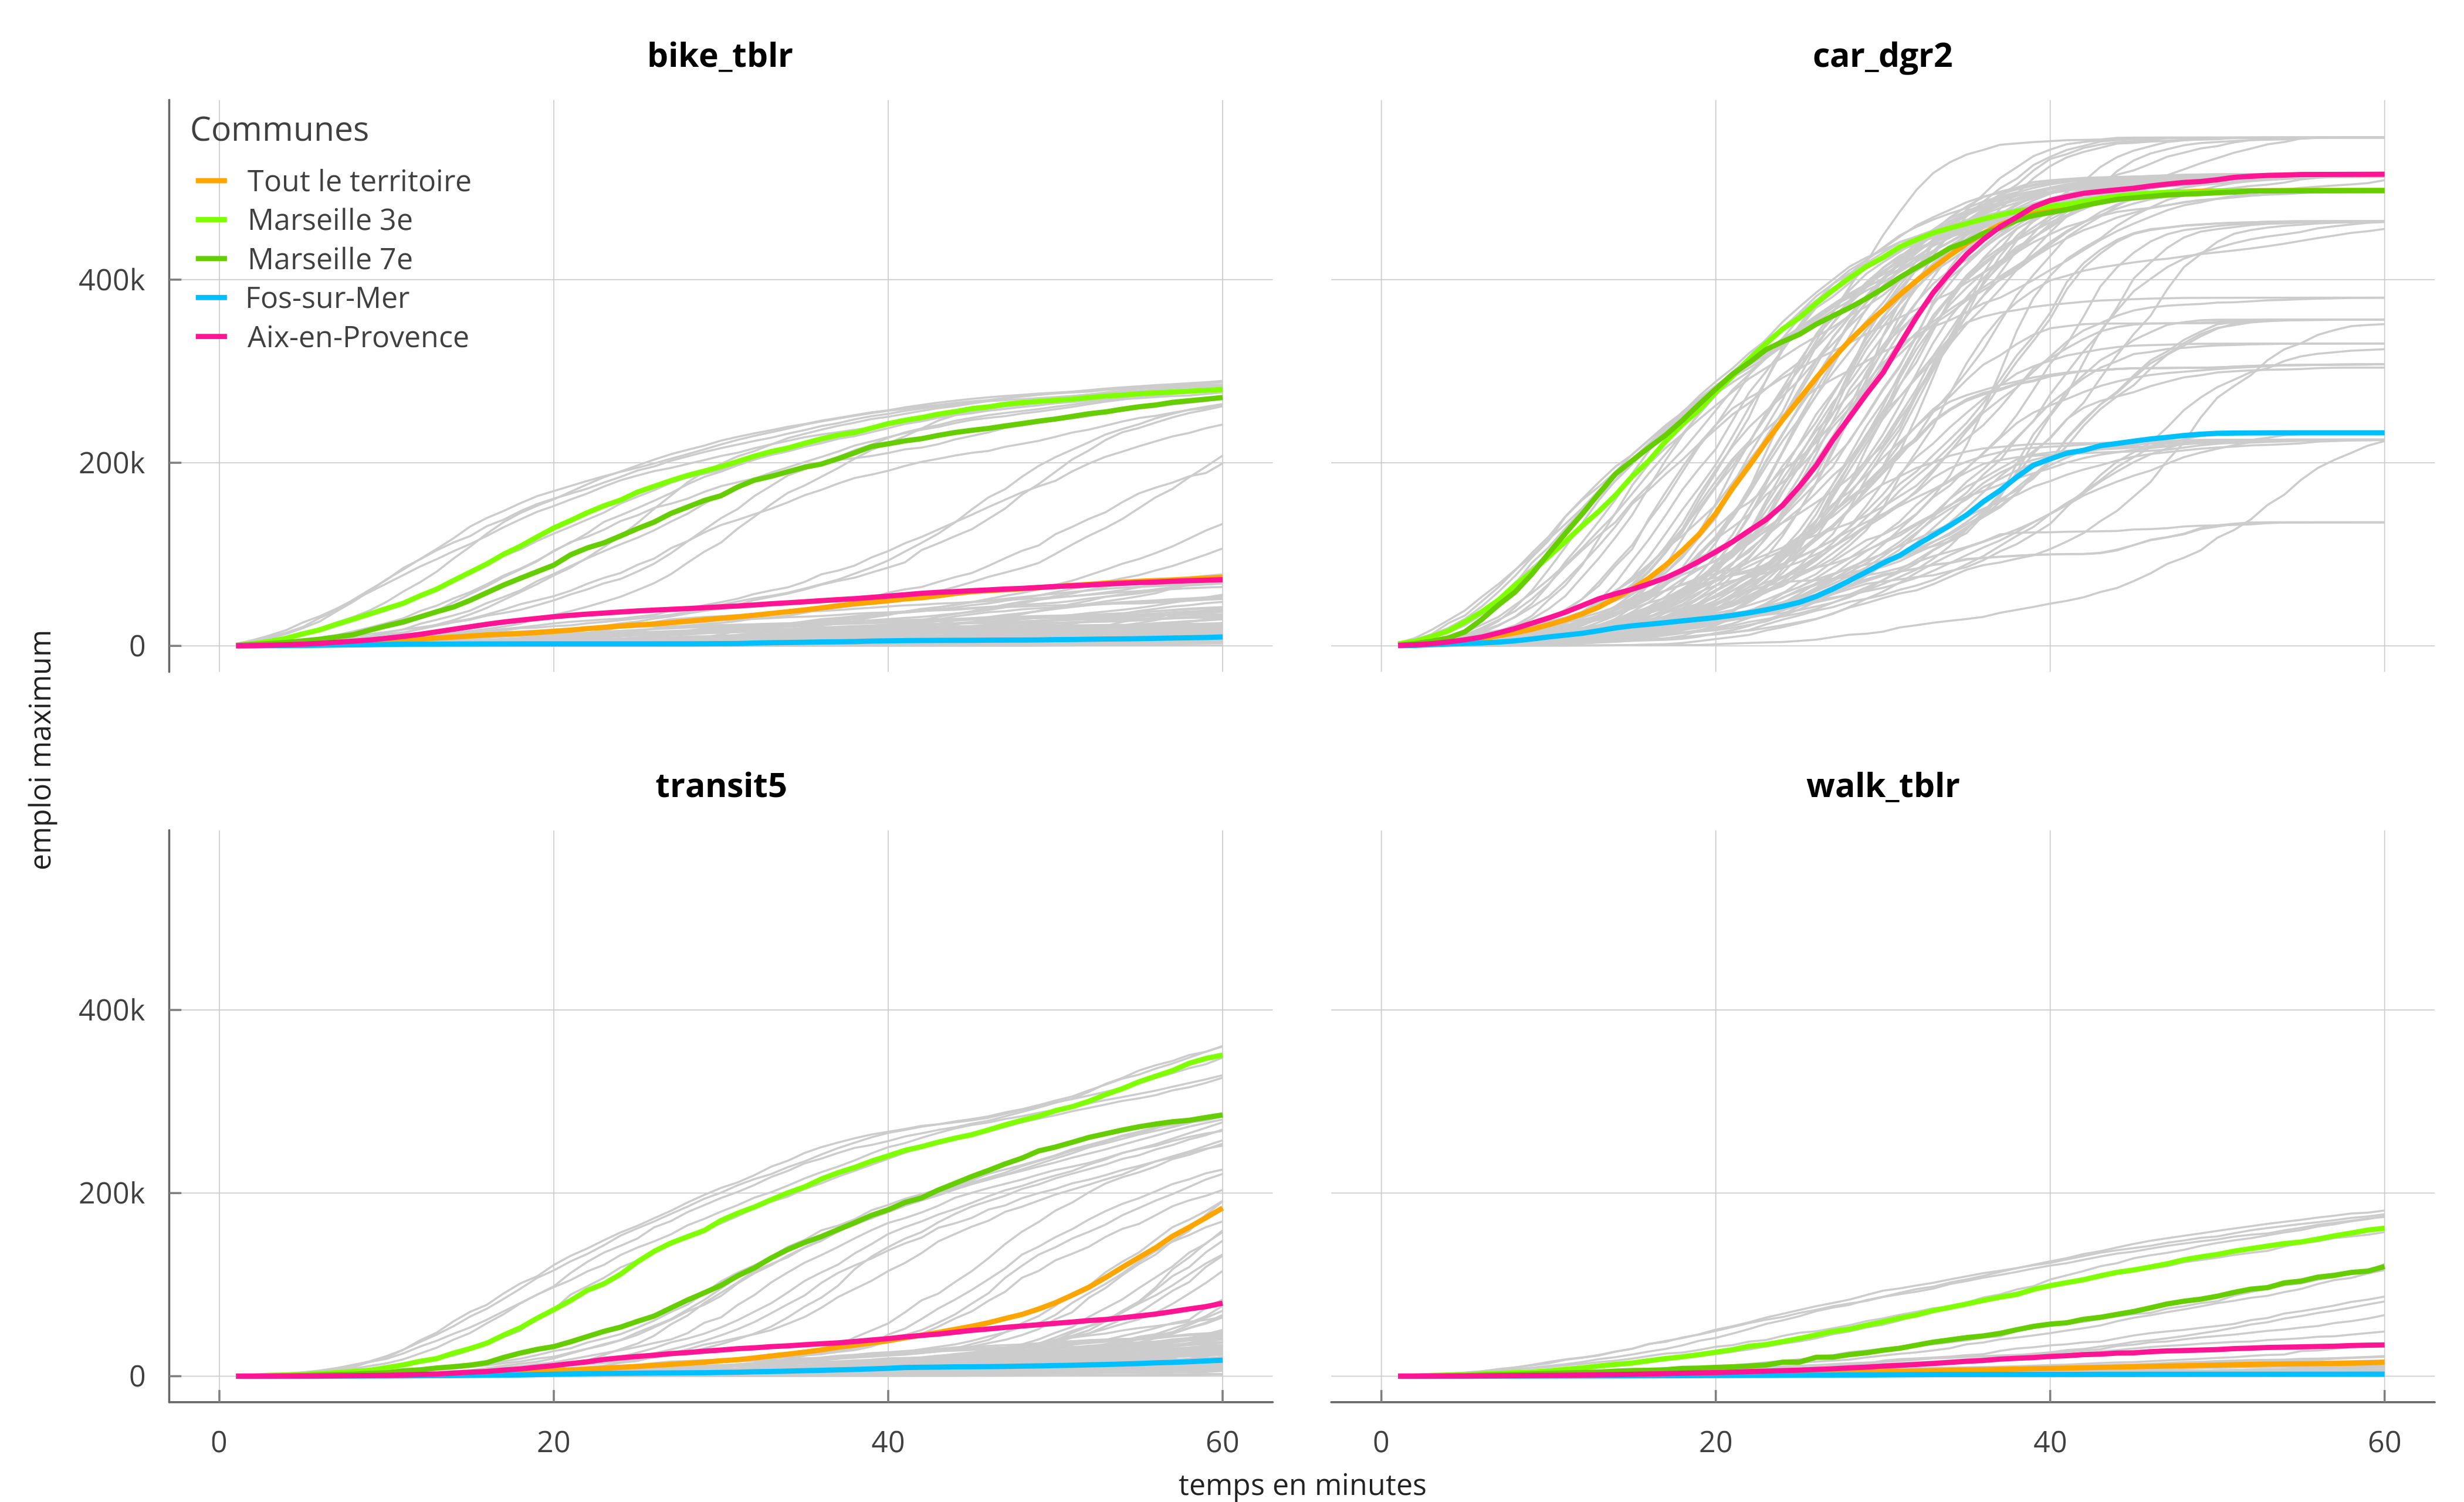 bike_tblr
car_dgr2
Communes
Tout le territoire
Marseille 3e
Marseille 7e
Fos-sur-Mer
Aix-en-Provence
400k
200k
0
emploi maximum
transit5
walk_tblr
400k
200k
0
0 20 40 60 0 20 40 60
temps en minutes